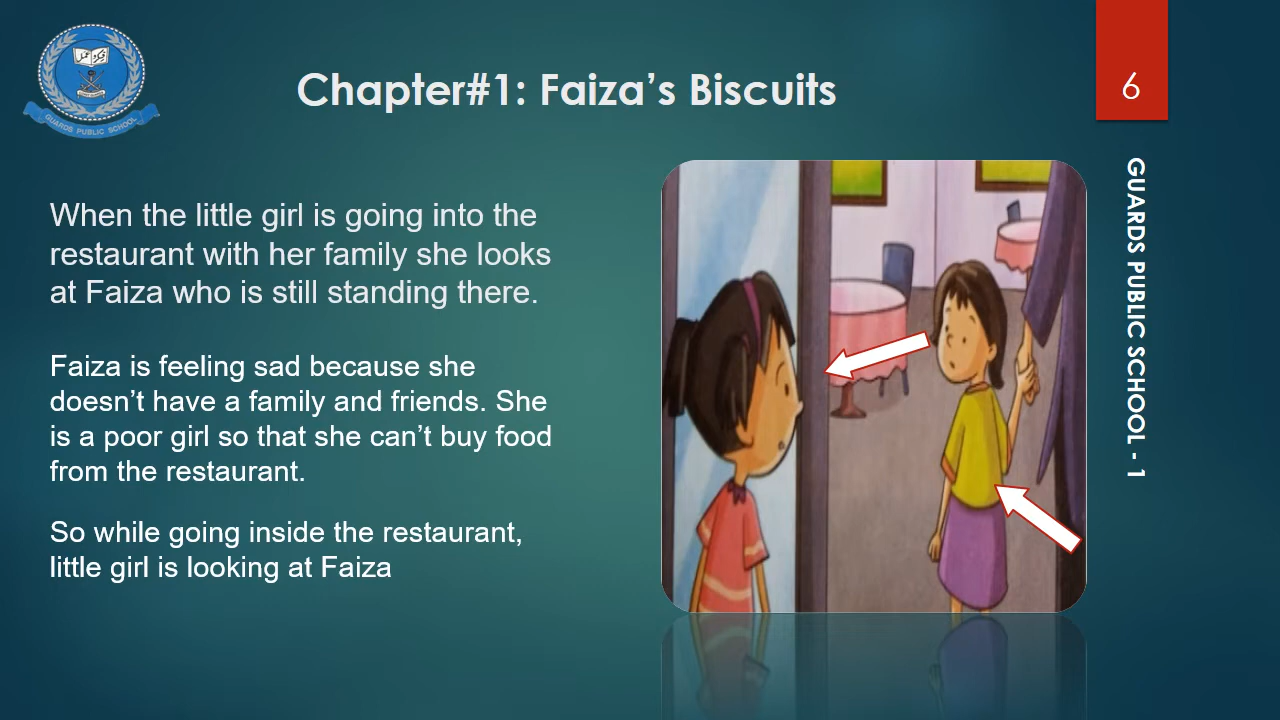 GUARDS PUBLIC SCHOOL
Chapter#1: Faiza’s Biscuits
6
When the little girl is going into the
restaurant with her family she looks
at Faiza who is still standing there.
Faiza is feeling sad because she
doesn’t have a family and friends. She
is a poor girl so that she can’t buy food
from the restaurant.
So while going inside the restaurant,
little girl is looking at Faiza
GUARDS PUBLIC SCHOOL - 1